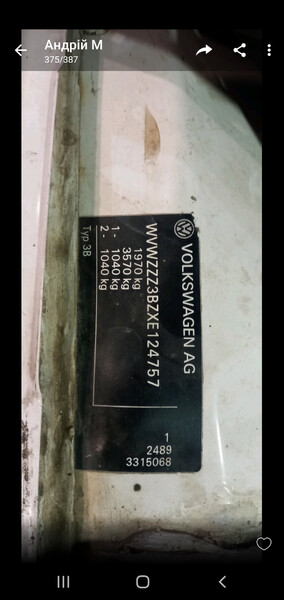 Андрій М
375/387
VOLKSWAGEN AG
WVWZZZ3BZXE124757
1970 kg
3570 kg
1- 1040 kg
2- 1040 kg
Typ 3B
1
2489
3315068